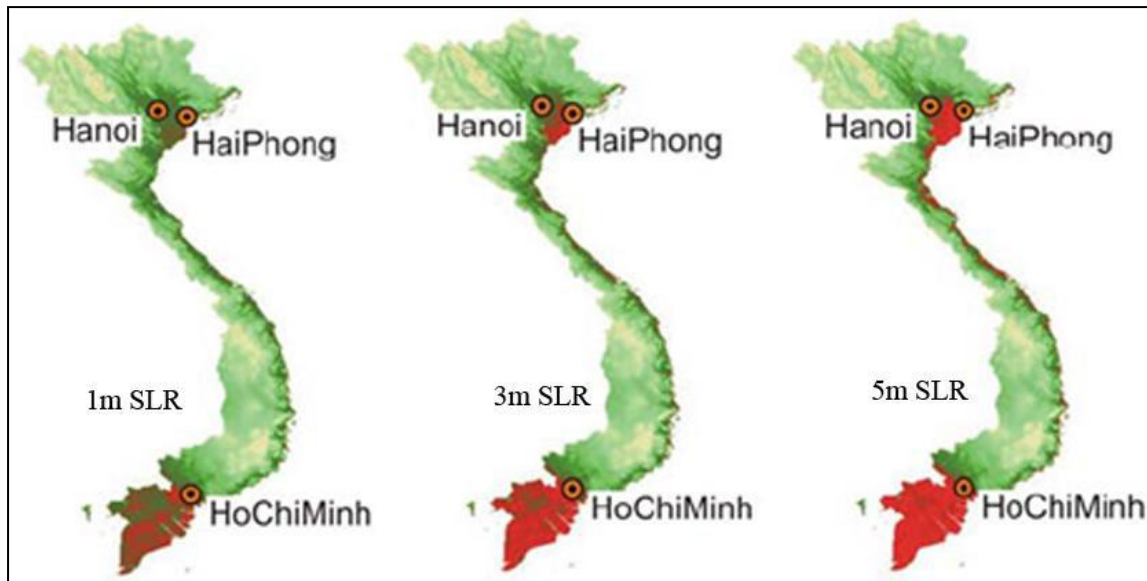 Hanoi
HaiPhong
1m SLR
HoChiMinh
Hanoi
HaiPhong
3m SLR
HoChiMinh
Hanoi
HaiPhong
5m SLR
HoChiMinh